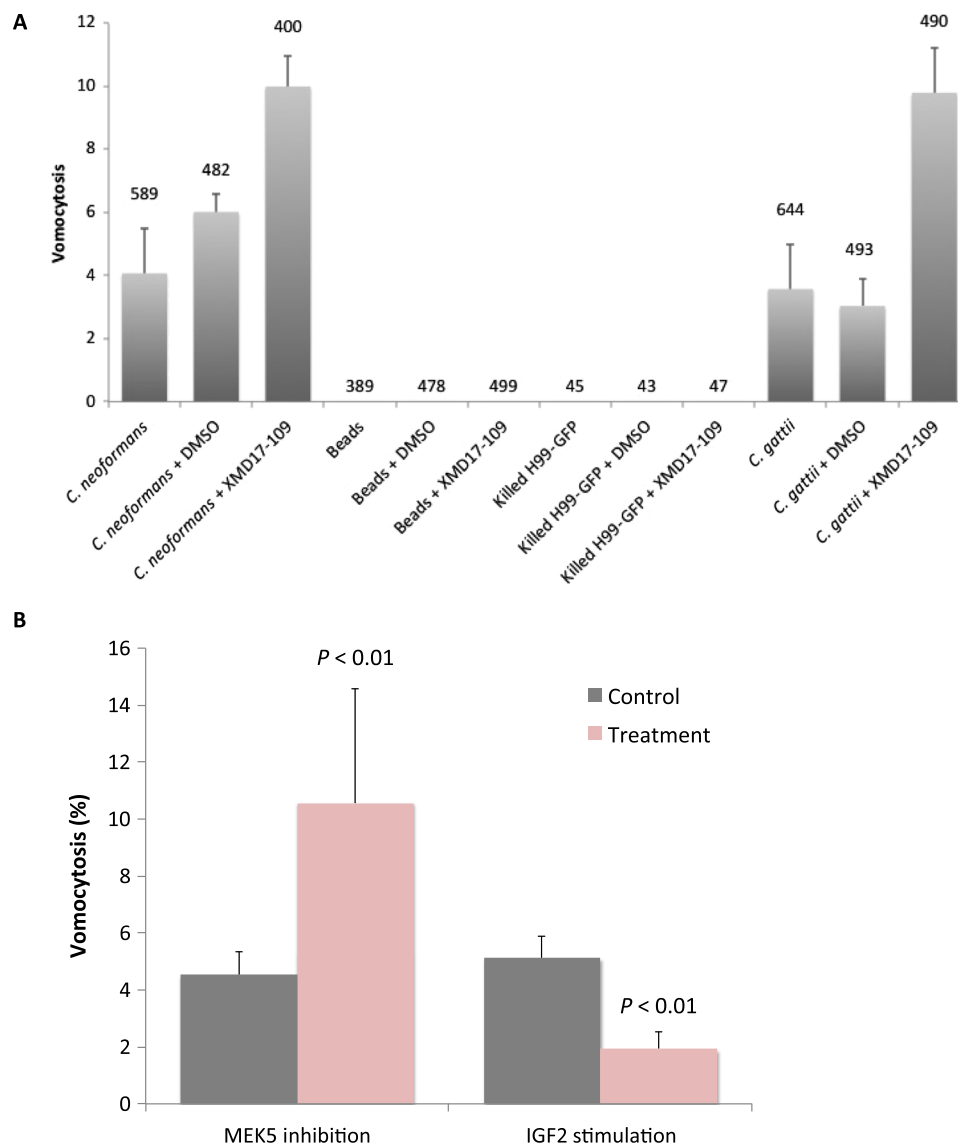 A
12
10
8
6
4
2
0
Vomocytosis
589
482
400
389
478
499
45
43
47
644
493
490
C. neoformans
C. neoformans + DMSO
C. neoformans + XMD17-109
Beads
Beads + DMSO
Beads + XMD17-109
Killed H99-GFP
Killed H99-GFP + DMSO
Killed H99-GFP + XMD17-109
C. gattii
C. gattii + DMSO
C. gattii + XMD17-109
B
16
14
12
10
8
6
4
2
0
Vomocytosis (%)
P < 0.01
P < 0.01
Control
Treatment
MEK5 inhibition
IGF2 stimulation